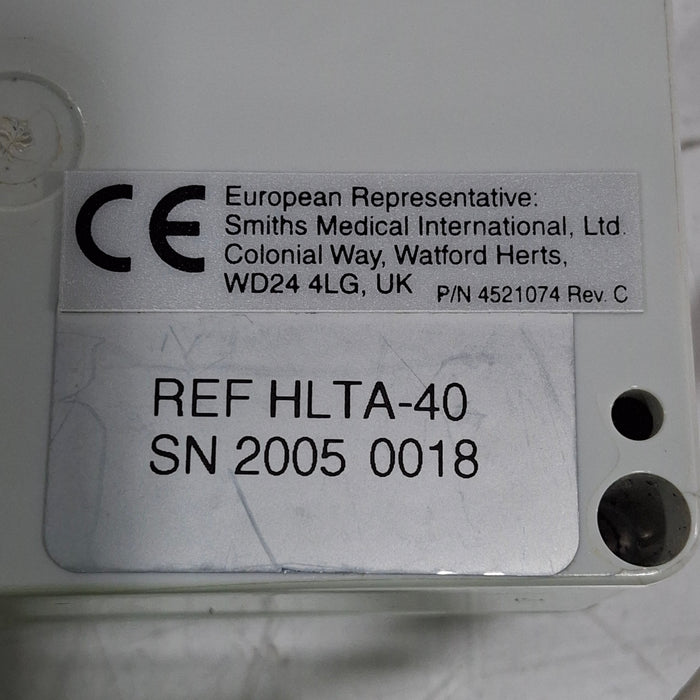 CE European Representative:
Smiths Medical International, Ltd.
Colonial Way, Watford Herts,
WD24 4LG, UK P/N 4521074 Rev. C
REF HLTA-40
SN 2005 0018